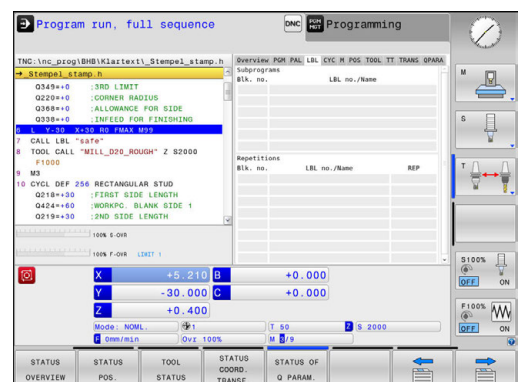 Program run, full sequence
DNC
PGM MGT
Programming
TNC:\nc_prog\BHB\Klartext\_Stempel_stamp.h
→_Stempel_stamp.h
Q349=+0 ;3RD LIMIT
Q220=+0 ;CORNER RADIUS
Q368=+0 ;ALLOWANCE FOR SIDE
Q338=+0 ;INFEED FOR FINISHING
6 L Y-30 X+30 R0 FMAX M99
7 CALL LBL "safe"
8 TOOL CALL "MILL_D20_ROUGH" Z S2000
F1000
9 M3
10 CYCL DEF 256 RECTANGULAR STUD
Q218=+30 ;FIRST SIDE LENGTH
Q424=+60 ;WORKPC. BLANK SIDE 1
Q219=+30 ;2ND SIDE LENGTH
100% S-OVR
100% F-OVR LIMIT 1
Overview PGM PAL LBL CYC M POS TOOL TT TRANS QPARA
Subprograms
Blk. no. LBL no./Name
Repetitions
Blk. no. LBL no./Name REP
X +5.210 B +0.000
Y -30.000 C +0.000
Z +0.400
Mode: NOML. 1 T 50 Z S 2000
F 0mm/min Ovr 100% M 5/9
STATUS OVERVIEW
STATUS POS.
TOOL STATUS
STATUS COORD. TRANSF.
STATUS OF Q PARAM.
M
S
T
S100%
OFF ON
F100%
OFF ON